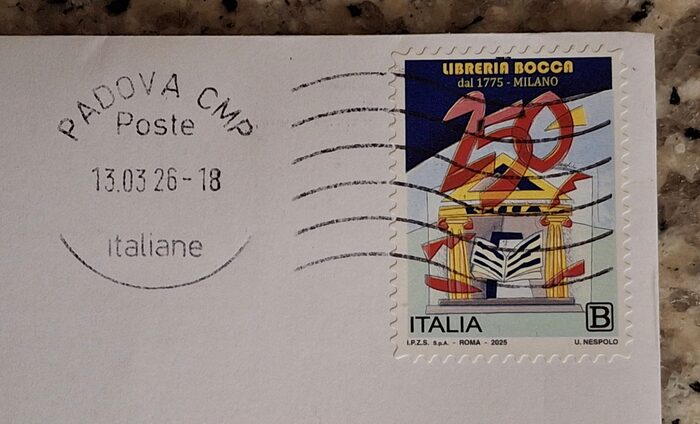 PADOVA CMP
Poste
13.03 26-18
italiane
LIBRERIA BOCCA
dal 1775 - MILANO
250
ITALIA
B
I.P.Z.S. S.p.A. - ROMA - 2025
U. NESPOLO